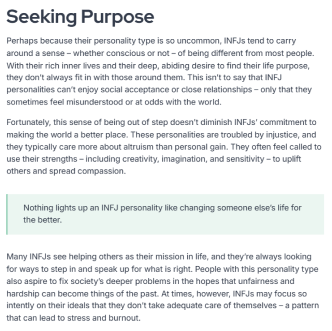 Seeking Purpose
Perhaps because their personality type is so uncommon, INFJs tend to carry
around a sense – whether conscious or not – of being different from most people.
With their rich inner lives and their deep, abiding desire to find their life purpose,
they don't always fit in with those around them. This isn't to say that INFJ
personalities can't enjoy social acceptance or close relationships – only that they
sometimes feel misunderstood or at odds with the world.
Fortunately, this sense of being out of step doesn't diminish INFJs' commitment to
making the world a better place. These personalities are troubled by injustice, and
they typically care more about altruism than personal gain. They often feel called to
use their strengths – including creativity, imagination, and sensitivity – to uplift
others and spread compassion.
Nothing lights up an INFJ personality like changing someone else's life for
the better.
Many INFJs see helping others as their mission in life, and they're always looking
for ways to step in and speak up for what is right. People with this personality type
also aspire to fix society's deeper problems in the hopes that unfairness and
hardship can become things of the past. At times, however, INFJs may focus so
intently on their ideals that they don't take adequate care of themselves – a pattern
that can lead to stress and burnout.